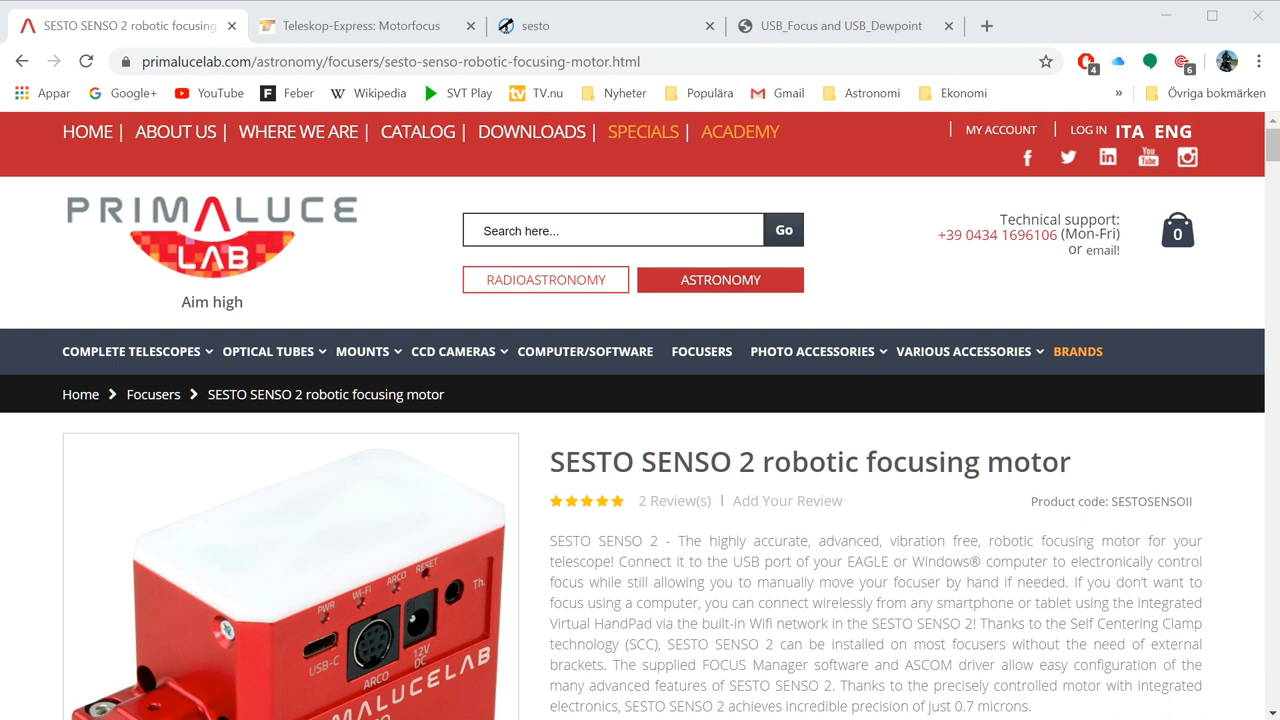 SESTO SENSO 2 robotic focusing
Teleskop-Express: Motorfocus
sesto
USB_Focus and USB_Dewpoint
primalucelab.com/astronomy/focusers/sesto-senso-robotic-focusing-motor.html
4
6
Appar
Google+
YouTube
Feber
Wikipedia
SVT Play
TV.nu
Nyheter
Populära
Gmail
Astronomi
Ekonomi
»
Övriga bokmärken
HOME | ABOUT US | WHERE WE ARE | CATALOG | DOWNLOADS | SPECIALS | ACADEMY
| MY ACCOUNT | LOG IN ITA ENG
PRIMALUCE
LAB
Aim high
Search here...
Go
RADIOASTRONOMY
ASTRONOMY
Technical support:
+39 0434 1696106 (Mon-Fri)
or email!
0
COMPLETE TELESCOPES OPTICAL TUBES MOUNTS CCD CAMERAS COMPUTER/SOFTWARE FOCUSERS PHOTO ACCESSORIES VARIOUS ACCESSORIES BRANDS
Home > Focusers > SESTO SENSO 2 robotic focusing motor
SESTO SENSO 2 robotic focusing motor
2 Review(s) | Add Your Review
Product code: SESTOSENSOII
SESTO SENSO 2 - The highly accurate, advanced, vibration free, robotic focusing motor for your
telescope! Connect it to the USB port of your EAGLE or Windows® computer to electronically control
focus while still allowing you to manually move your focuser by hand if needed. If you don't want to
focus using a computer, you can connect wirelessly from any smartphone or tablet using the integrated
Virtual HandPad via the built-in Wifi network in the SESTO SENSO 2! Thanks to the Self Centering Clamp
technology (SCC), SESTO SENSO 2 can be installed on most focusers without the need of external
brackets. The supplied FOCUS Manager software and ASCOM driver allow easy configuration of the
many advanced features of SESTO SENSO 2. Thanks to the precisely controlled motor with integrated
electronics, SESTO SENSO 2 achieves incredible precision of just 0.7 microns.
PWR
WI-FI
ARCO
RESET
Th.
USB-C
ARCO
12V
DC
PRIMALUCELAB